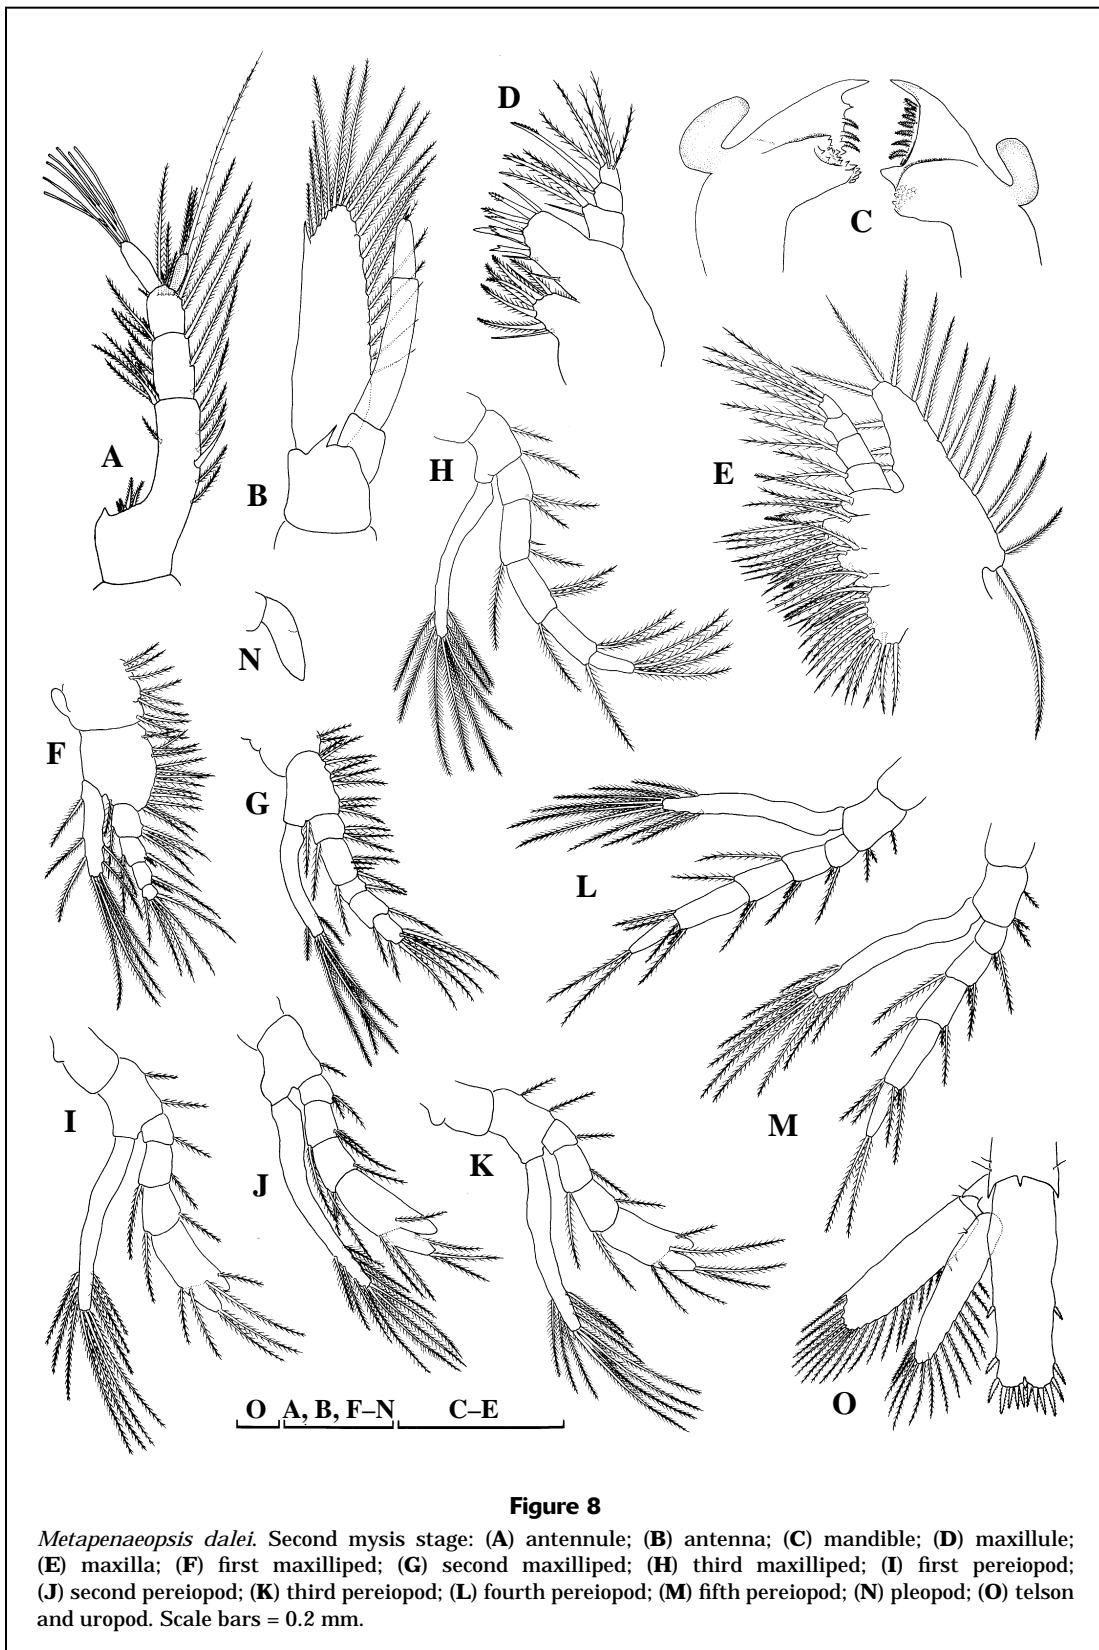 D
C
A
B
H
E
N
F
G
L
I
J
K
M
O
O A, B, F–N C–E
Figure 8
Metapenaeopsis dalei. Second mysis stage: (A) antennule; (B) antenna; (C) mandible; (D) maxillule;
(E) maxilla; (F) first maxilliped; (G) second maxilliped; (H) third maxilliped; (I) first pereiopod;
(J) second pereiopod; (K) third pereiopod; (L) fourth pereiopod; (M) fifth pereiopod; (N) pleopod; (O) telson
and uropod. Scale bars = 0.2 mm.